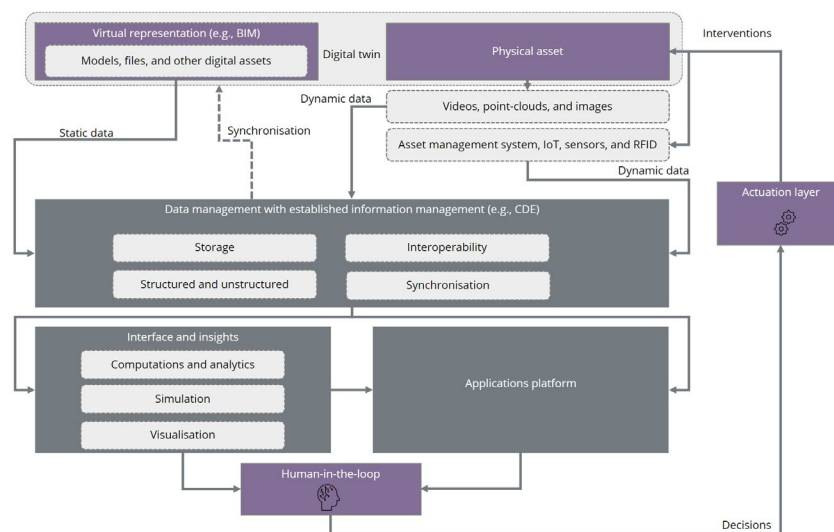 Virtual representation (e.g., BIM)
Models, files, and other digital assets
Digital twin
Physical asset
Interventions
Dynamic data
Videos, point-clouds, and images
Static data
Synchronisation
Asset management system, IoT, sensors, and RFID
Dynamic data
Actuation layer
Data management with established information management (e.g., CDE)
Storage
Interoperability
Structured and unstructured
Synchronisation
Interface and insights
Computations and analytics
Simulation
Visualisation
Applications platform
Human-in-the-loop
Decisions